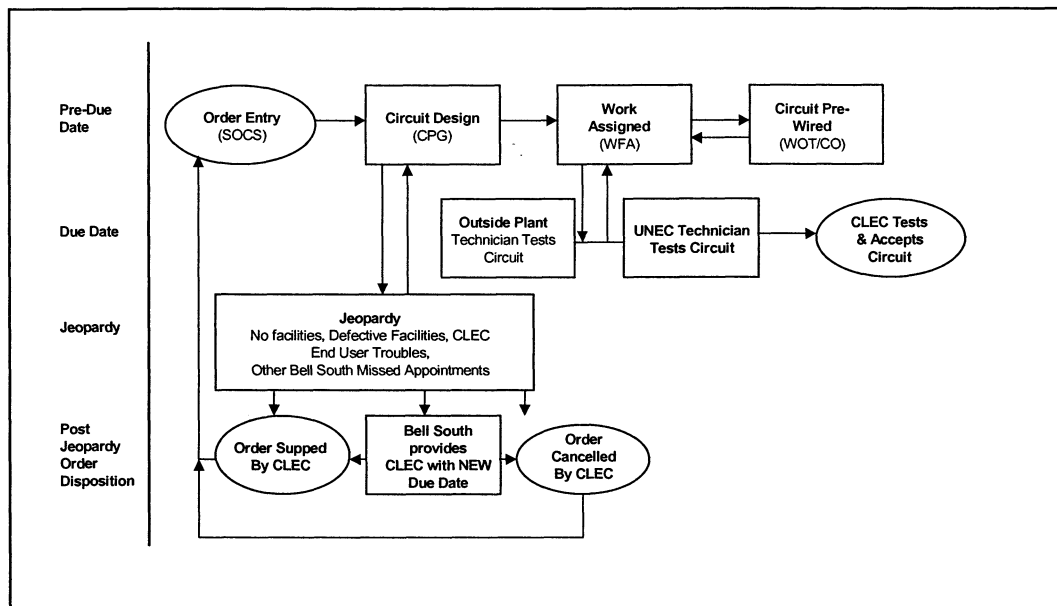 Pre-Due
Date
Order Entry
(SOCS)
Circuit Design
(CPG)
Work
Assigned
(WFA)
Circuit Pre-
Wired
(WOT/CO)
Due Date
Outside Plant
Technician Tests
Circuit
UNEC Technician
Tests Circuit
CLEC Tests
& Accepts
Circuit
Jeopardy
Jeopardy
No facilities, Defective Facilities, CLEC
End User Troubles,
Other Bell South Missed Appointments
Post
Jeopardy
Order
Disposition
Order Supped
By CLEC
Bell South
provides
CLEC with NEW
Due Date
Order
Cancelled
By CLEC